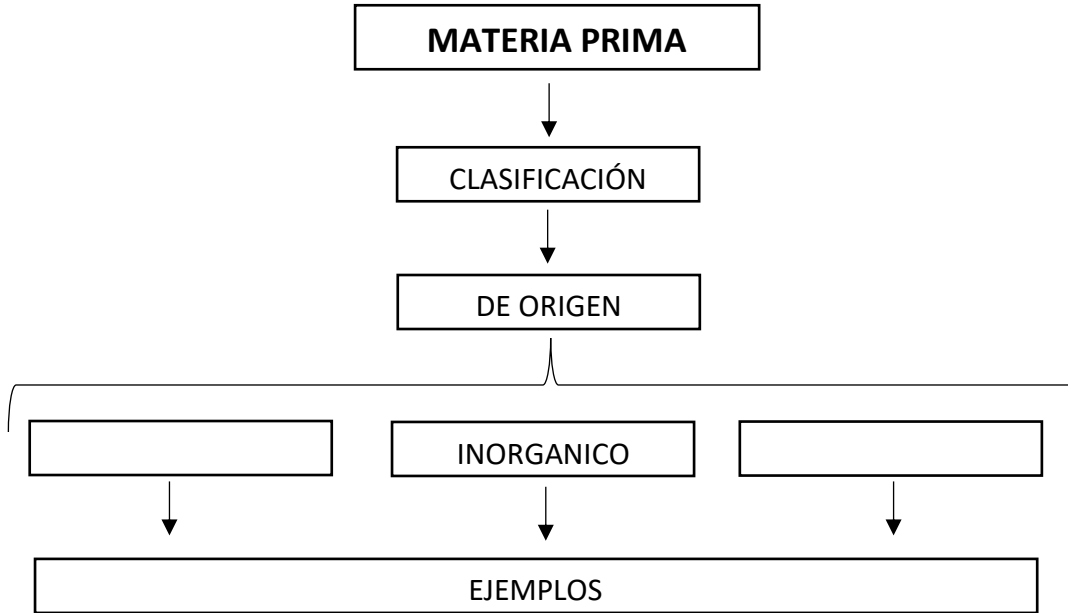 MATERIA PRIMA
CLASIFICACIÓN
DE ORIGEN
INORGANICO
EJEMPLOS